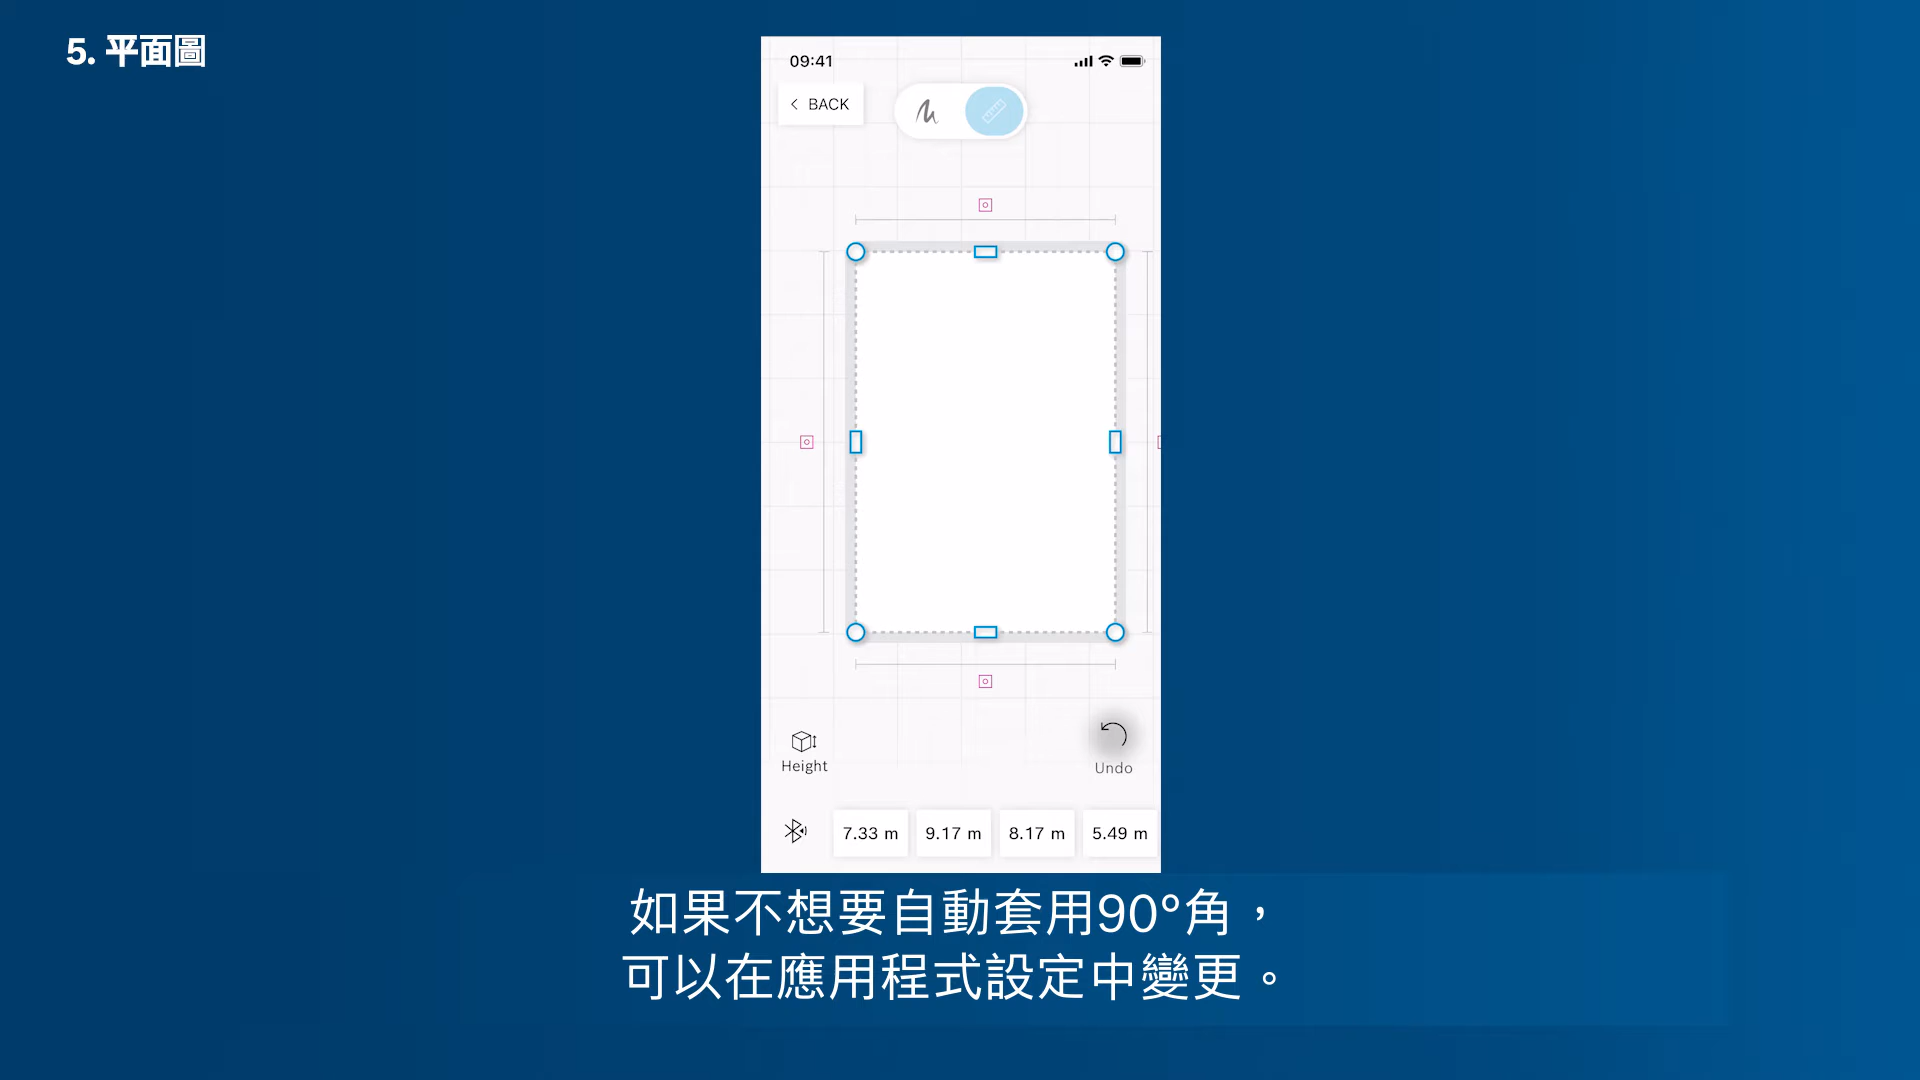 5. 平面圖
09:41
BACK
Height
Undo
7.33 m
9.17 m
8.17 m
5.49 m
如果不想要自動套用90°角，
可以在應用程式設定中變更。